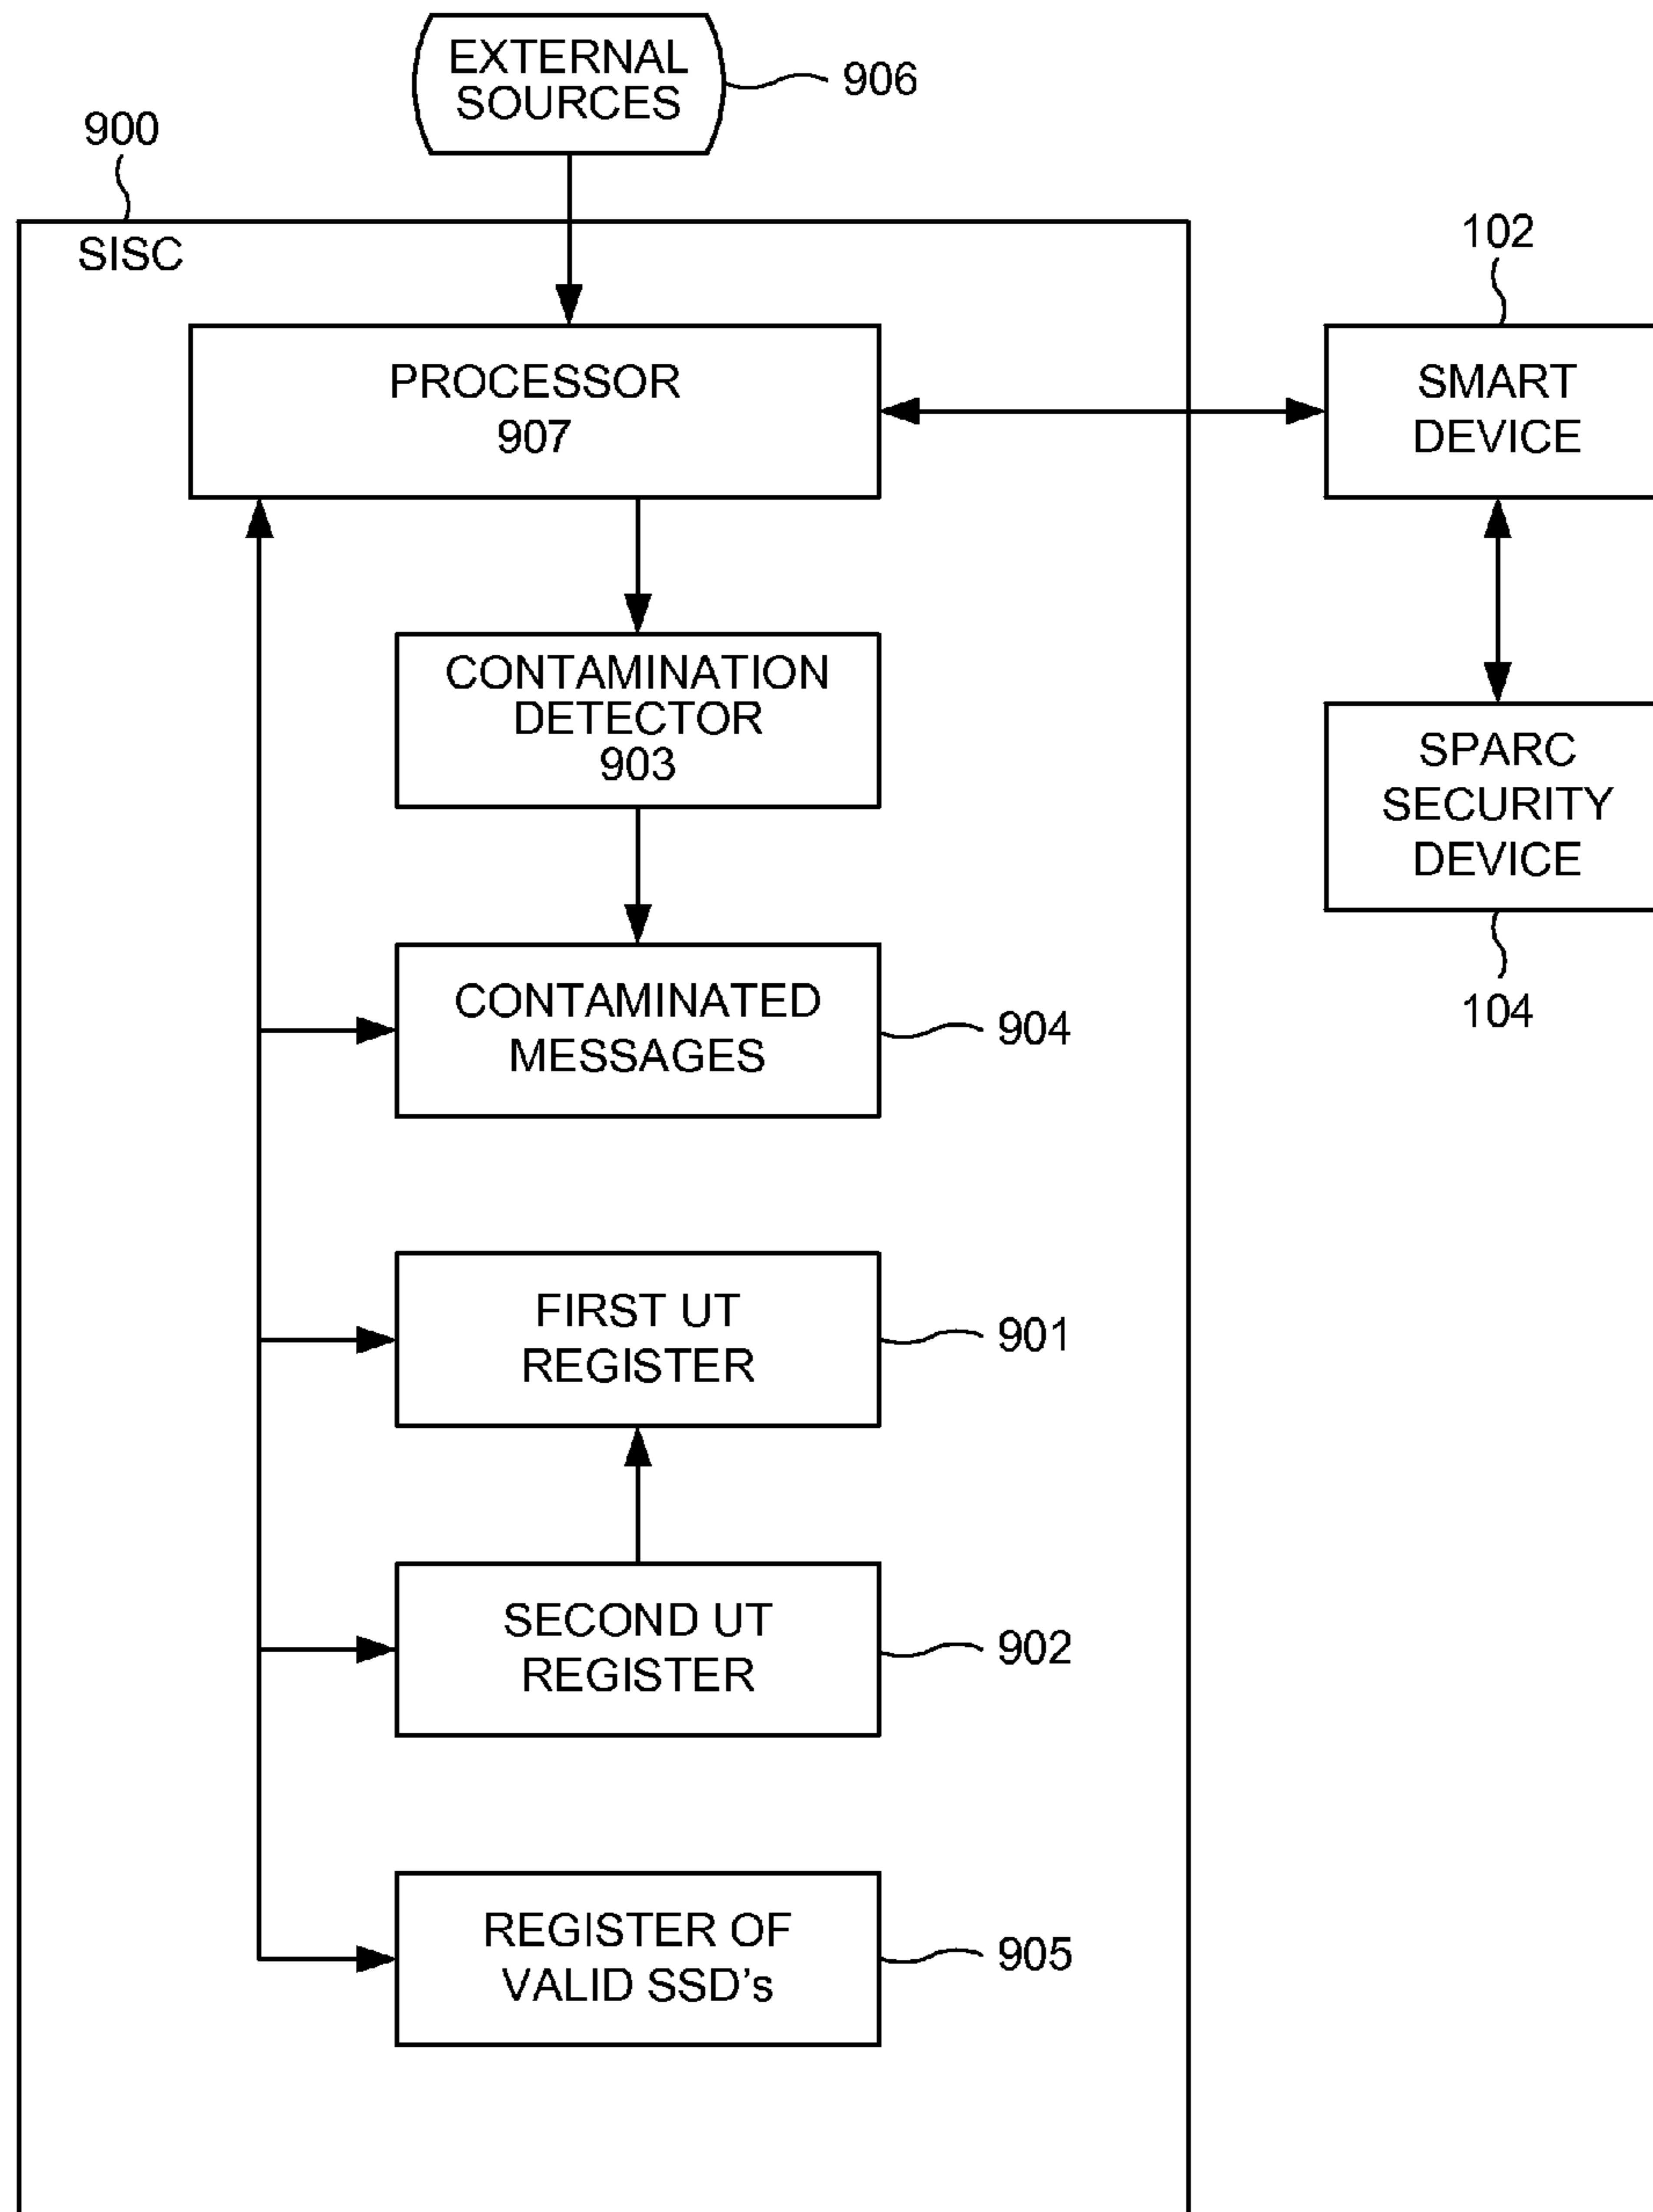 EXTERNAL
SOURCES
906
900
SISC
102
PROCESSOR
907
SMART
DEVICE
CONTAMINATION
DETECTOR
903
SPARC
SECURITY
DEVICE
104
CONTAMINATED
MESSAGES
904
FIRST UT
REGISTER
901
SECOND UT
REGISTER
902
REGISTER OF
VALID SSD's
905